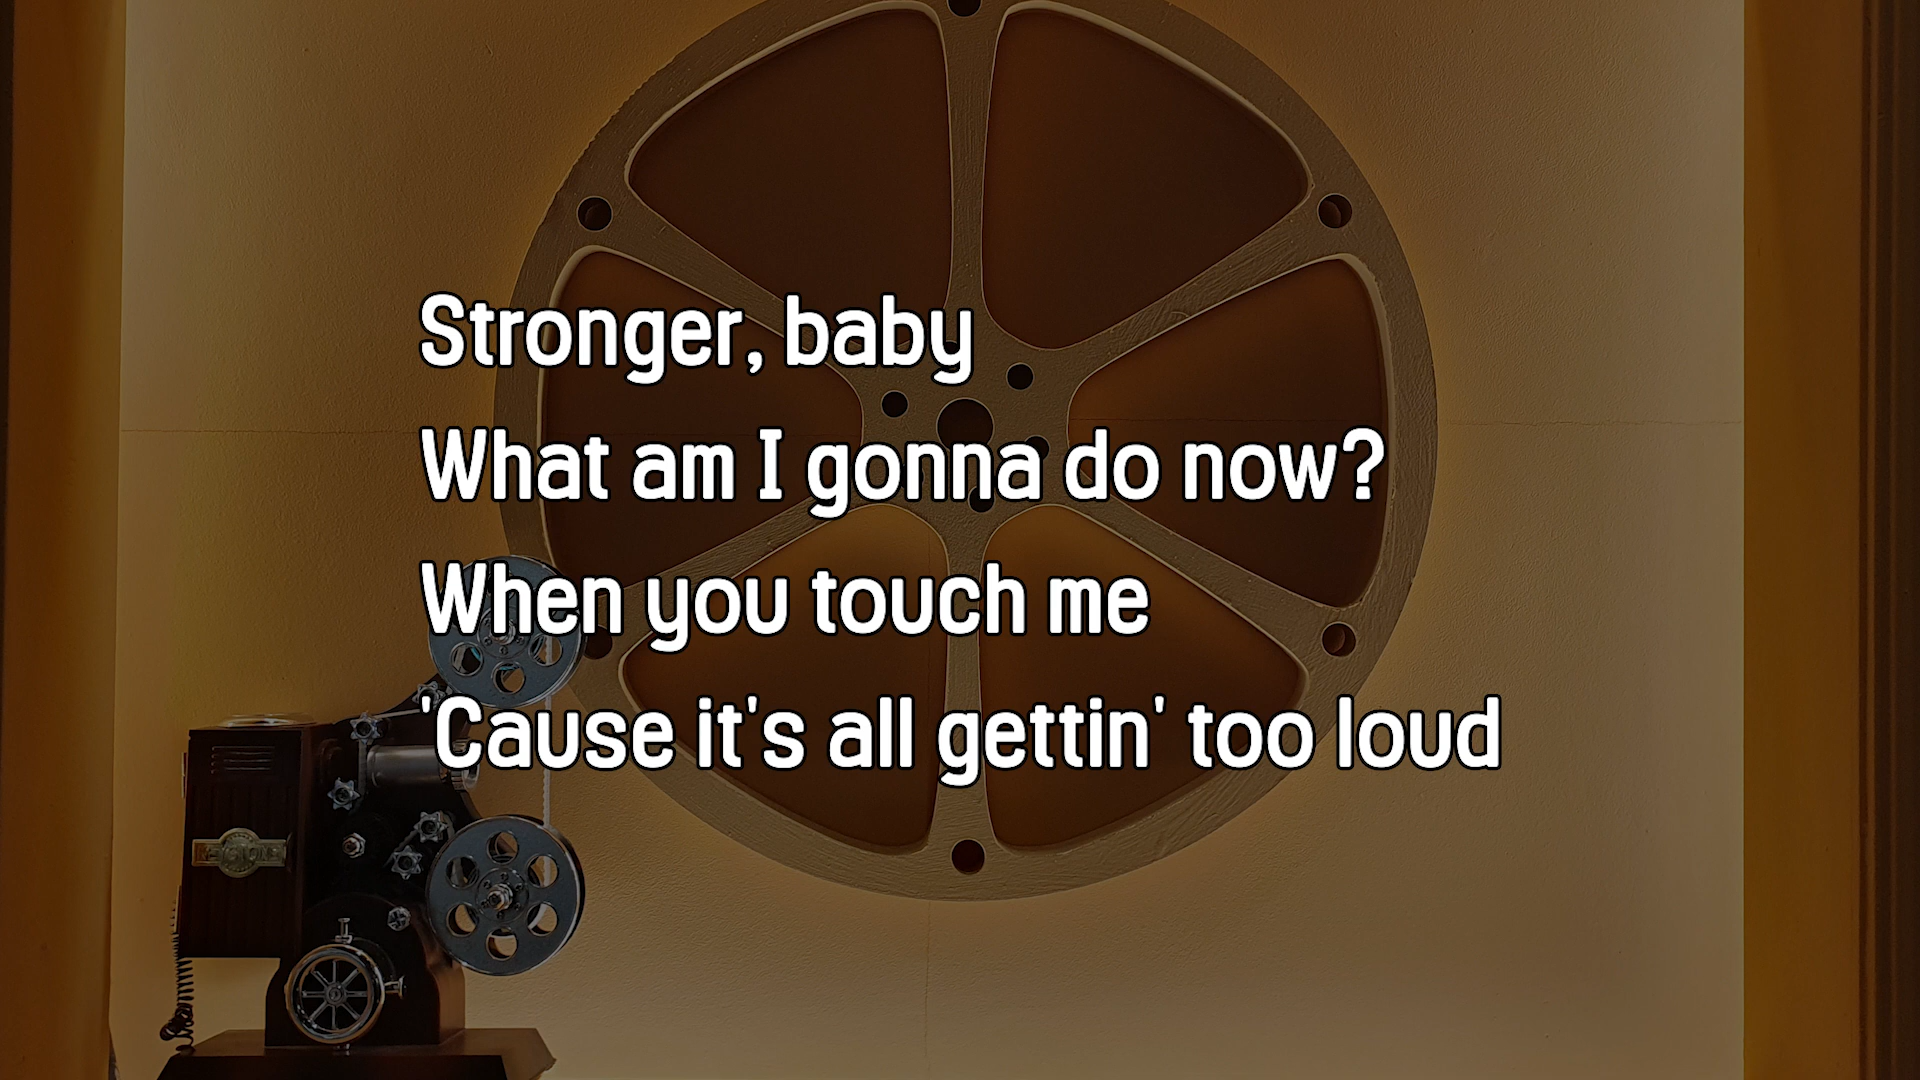 Stronger, baby
What am I gonna do now?
When you touch me
'Cause it's all gettin' too loud